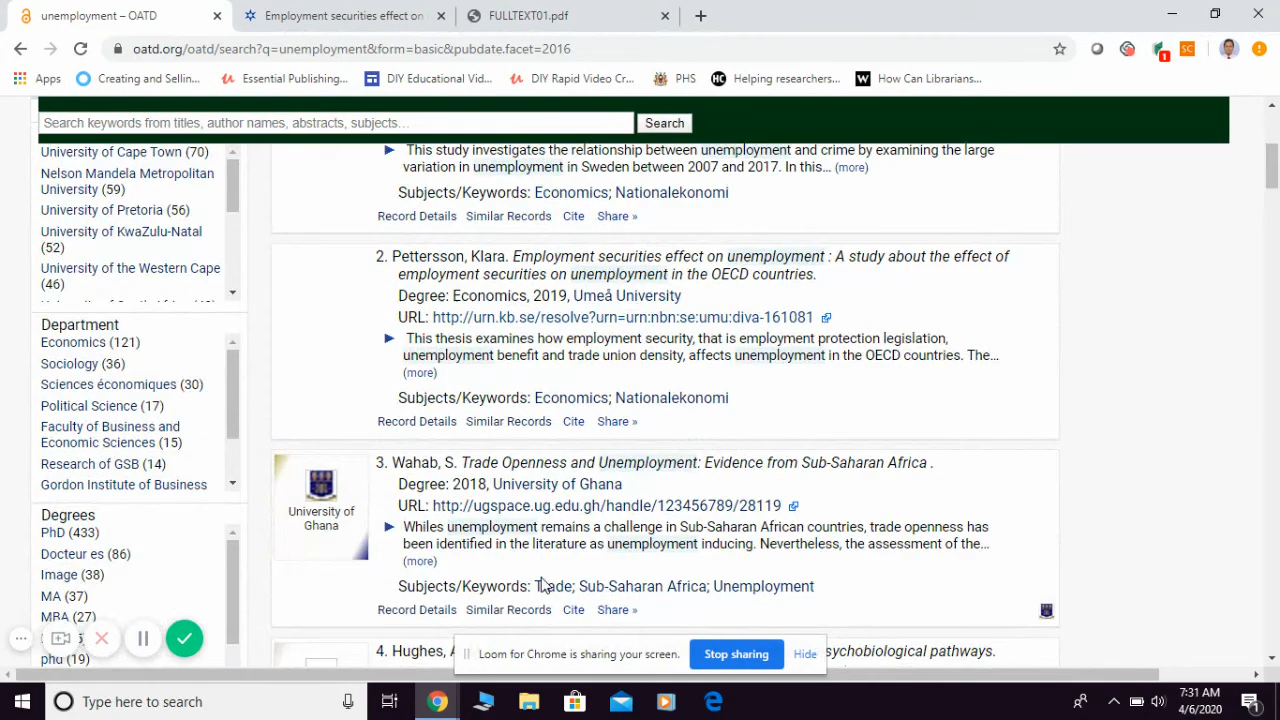 unemployment – OATD
Employment securities effect on
FULLTEXT01.pdf
oatd.org/oatd/search?q=unemployment&form=basic&pubdate.facet=2016
1
Apps
Creating and Sellin...
Essential Publishing...
DIY Educational Vid...
DIY Rapid Video Cr...
PHS
Helping researchers...
How Can Librarians...
Search keywords from titles, author names, abstracts, subjects...
Search
University of Cape Town (70)
Nelson Mandela Metropolitan
University (59)
University of Pretoria (56)
University of KwaZulu-Natal
(52)
University of the Western Cape
(46)
Department
Economics (121)
Sociology (36)
Sciences économiques (30)
Political Science (17)
Faculty of Business and
Economic Sciences (15)
Research of GSB (14)
Gordon Institute of Business
Degrees
PhD (433)
Docteur es (86)
Image (38)
MA (37)
MBA (27)
phd (19)
This study investigates the relationship between unemployment and crime by examining the large
variation in unemployment in Sweden between 2007 and 2017. In this... (more)
Subjects/Keywords: Economics; Nationalekonomi
Record Details Similar Records Cite Share »
2. Pettersson, Klara. Employment securities effect on unemployment : A study about the effect of
employment securities on unemployment in the OECD countries.
Degree: Economics, 2019, Umeå University
URL: http://urn.kb.se/resolve?urn=urn:nbn:se:umu:diva-161081
This thesis examines how employment security, that is employment protection legislation,
unemployment benefit and trade union density, affects unemployment in the OECD countries. The...
(more)
Subjects/Keywords: Economics; Nationalekonomi
Record Details Similar Records Cite Share »
University of
Ghana
3. Wahab, S. Trade Openness and Unemployment: Evidence from Sub-Saharan Africa .
Degree: 2018, University of Ghana
URL: http://ugspace.ug.edu.gh/handle/123456789/28119
Whiles unemployment remains a challenge in Sub-Saharan African countries, trade openness has
been identified in the literature as unemployment inducing. Nevertheless, the assessment of the...
(more)
Subjects/Keywords: Trade; Sub-Saharan Africa; Unemployment
Record Details Similar Records Cite Share »
4. Hughes, A
sychobiological pathways.
Loom for Chrome is sharing your screen.
Stop sharing
Hide
Type here to search
7:31 AM
4/6/2020